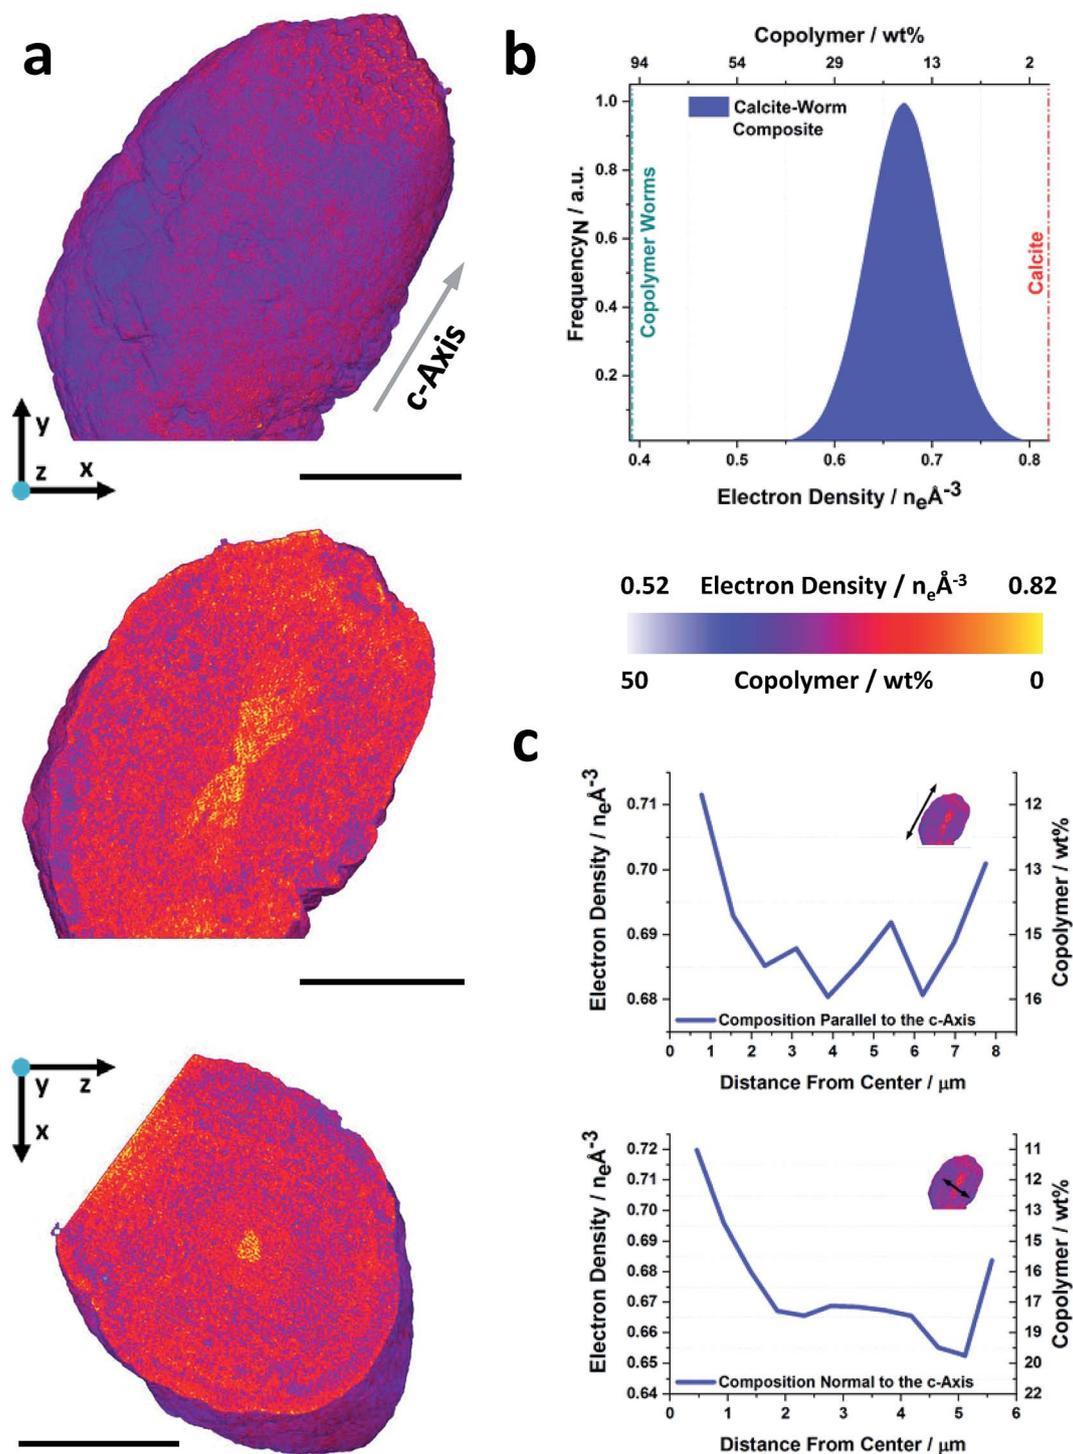 a
c-Axis
y
z
x
y
z
x
b
Copolymer / wt%
94
54
29
13
2
Calcite-Worm
Composite
Copolymer Worms
Calcite
FrequencyN / a.u.
1.0
0.8
0.6
0.4
0.2
0.4
0.5
0.6
0.7
0.8
Electron Density / neÅ-3
0.52 Electron Density / neÅ-3 0.82
50 Copolymer / wt% 0
c
Electron Density / neÅ-3
0.71
0.70
0.69
0.68
12
13
15
16
Copolymer / wt%
Composition Parallel to the c-Axis
0 1 2 3 4 5 6 7 8
Distance From Center / μm
Electron Density / neÅ-3
0.72
0.71
0.70
0.69
0.68
0.67
0.66
0.65
0.64
11
12
13
15
16
17
19
20
22
Copolymer / wt%
Composition Normal to the c-Axis
0 1 2 3 4 5 6
Distance From Center / μm